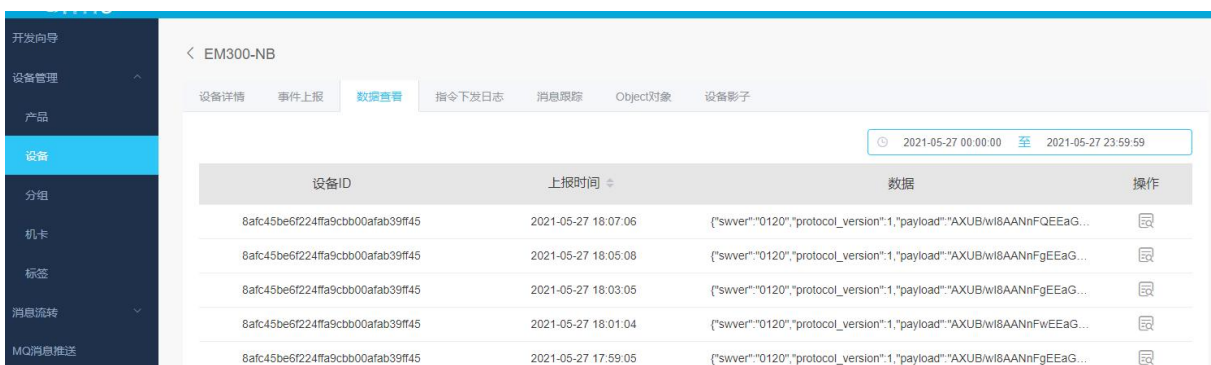 开发向导
设备管理
产品
设备
分组
机卡
标签
消息流转
MQ消息推送
< EM300-NB
设备详情 事件上报 数据查看 指令下发日志 消息跟踪 Object对象 设备影子
2021-05-27 00:00:00 至 2021-05-27 23:59:59
设备ID 上报时间 数据 操作
8afc45be6f224ffa9cbb00afab39ff45 2021-05-27 18:07:06 {"swver":"0120","protocol_version":1,"payload":"AXUB/wI8AANnFQEEaG...
8afc45be6f224ffa9cbb00afab39ff45 2021-05-27 18:05:08 {"swver":"0120","protocol_version":1,"payload":"AXUB/wI8AANnFgEEaG...
8afc45be6f224ffa9cbb00afab39ff45 2021-05-27 18:03:05 {"swver":"0120","protocol_version":1,"payload":"AXUB/wI8AANnFgEEaG...
8afc45be6f224ffa9cbb00afab39ff45 2021-05-27 18:01:04 {"swver":"0120","protocol_version":1,"payload":"AXUB/wI8AANnFwEEaG...
8afc45be6f224ffa9cbb00afab39ff45 2021-05-27 17:59:05 {"swver":"0120","protocol_version":1,"payload":"AXUB/wI8AANnFgEEaG...